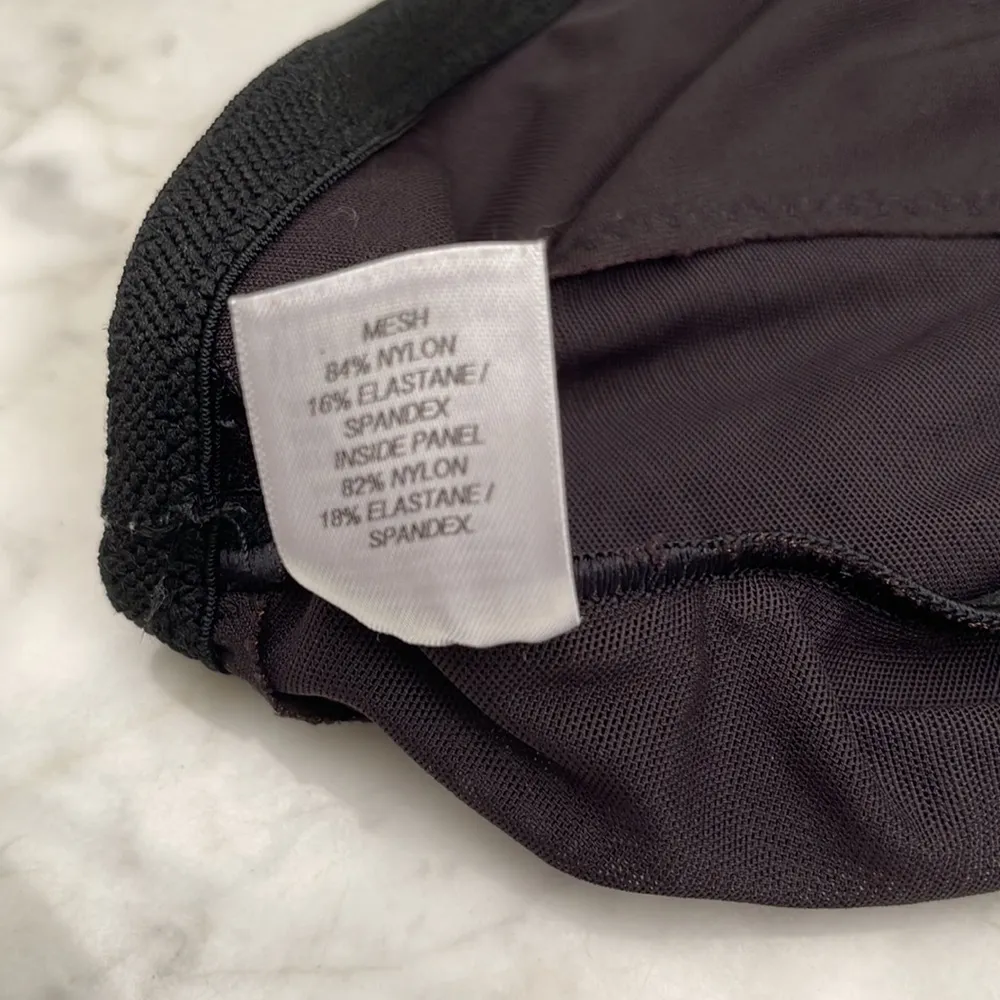 MESH
84% NYLON
16% ELASTANE/
SPANDEX
INSIDE PANEL
82% NYLON
18% ELASTANE/
SPANDEX